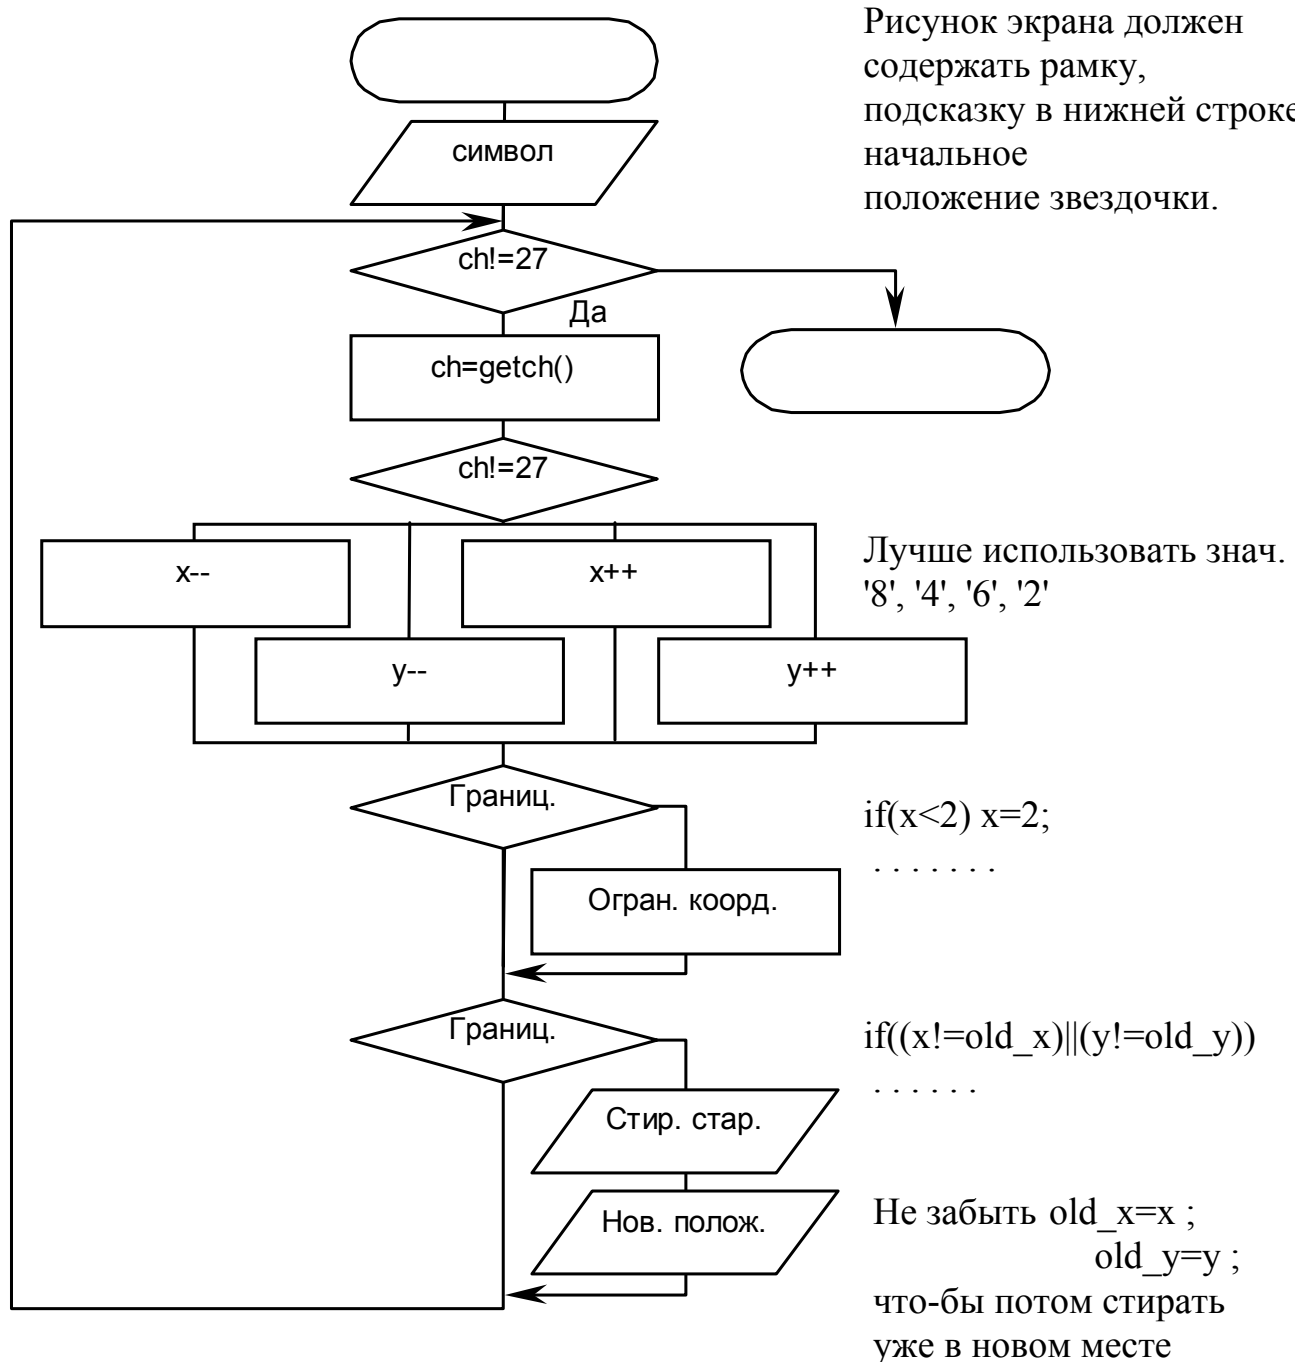 Рисунок экрана должен
содержать рамку,
подсказку в нижней строке
начальное
положение звездочки.
символ
ch!=27
Да
ch=getch()
ch!=27
Лучше использовать знач.
'8', '4', '6', '2'
x--
x++
y--
y++
Границ.
if(x<2) x=2;
. . . . . . .
Огран. коорд.
Границ.
if((x!=old_x)||(y!=old_y))
. . . . . .
Стир. стар.
Нов. полож.
Не забыть old_x=x ;
old_y=y ;
что-бы потом стирать
уже в новом месте